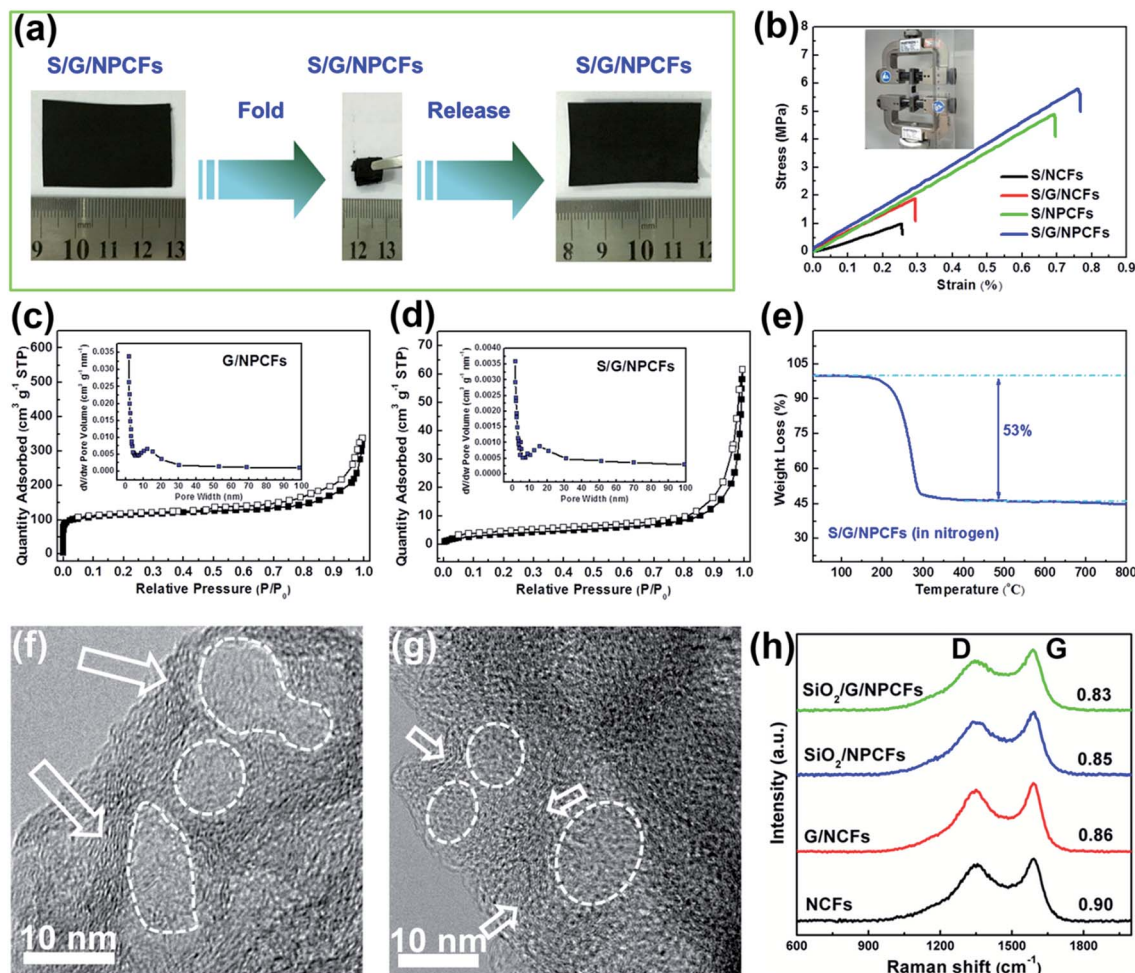 (a)
S/G/NPCFs
S/G/NPCFs
S/G/NPCFs
Fold
Release
mm
9 10 11 12 13
12 13
mm
8 9 10 11 12
(b)
8
7
6
5
4
3
2
1
0
Stress (MPa)
S/NCFs
S/G/NCFs
S/NPCFs
S/G/NPCFs
0.0 0.1 0.2 0.3 0.4 0.5 0.6 0.7 0.8 0.9
Strain (%)
(c)
600
500
400
300
200
100
0
Quantity Adsorbed (cm³ g⁻¹ STP)
0.035
0.030
0.025
0.020
0.015
0.010
0.005
0.000
dV/dw Pore Volume (cm³ g⁻¹ nm⁻¹)
G/NPCFs
0 10 20 30 40 50 60 70 80 90 100
Pore Width (nm)
0.0 0.1 0.2 0.3 0.4 0.5 0.6 0.7 0.8 0.9 1.0
Relative Pressure (P/P₀)
(d)
70
60
50
40
30
20
10
0
Quantity Adsorbed (cm³ g⁻¹ STP)
0.0040
0.0035
0.0030
0.0025
0.0020
0.0015
0.0010
0.0005
0.0000
dV/dw Pore Volume (cm³ g⁻¹ nm⁻¹)
S/G/NPCFs
0 10 20 30 40 50 60 70 80 90 100
Pore Width (nm)
0.0 0.1 0.2 0.3 0.4 0.5 0.6 0.7 0.8 0.9 1.0
Relative Pressure (P/P₀)
(e)
105
90
75
60
45
30
Weight Loss (%)
53%
S/G/NPCFs (in nitrogen)
100 200 300 400 500 600 700 800
Temperature (°C)
(f)
10 nm
(g)
10 nm
(h)
D G
SiO₂/G/NPCFs 0.83
SiO₂/NPCFs 0.85
G/NCFs 0.86
NCFs 0.90
Intensity (a.u.)
600 900 1200 1500 1800
Raman shift (cm⁻¹)